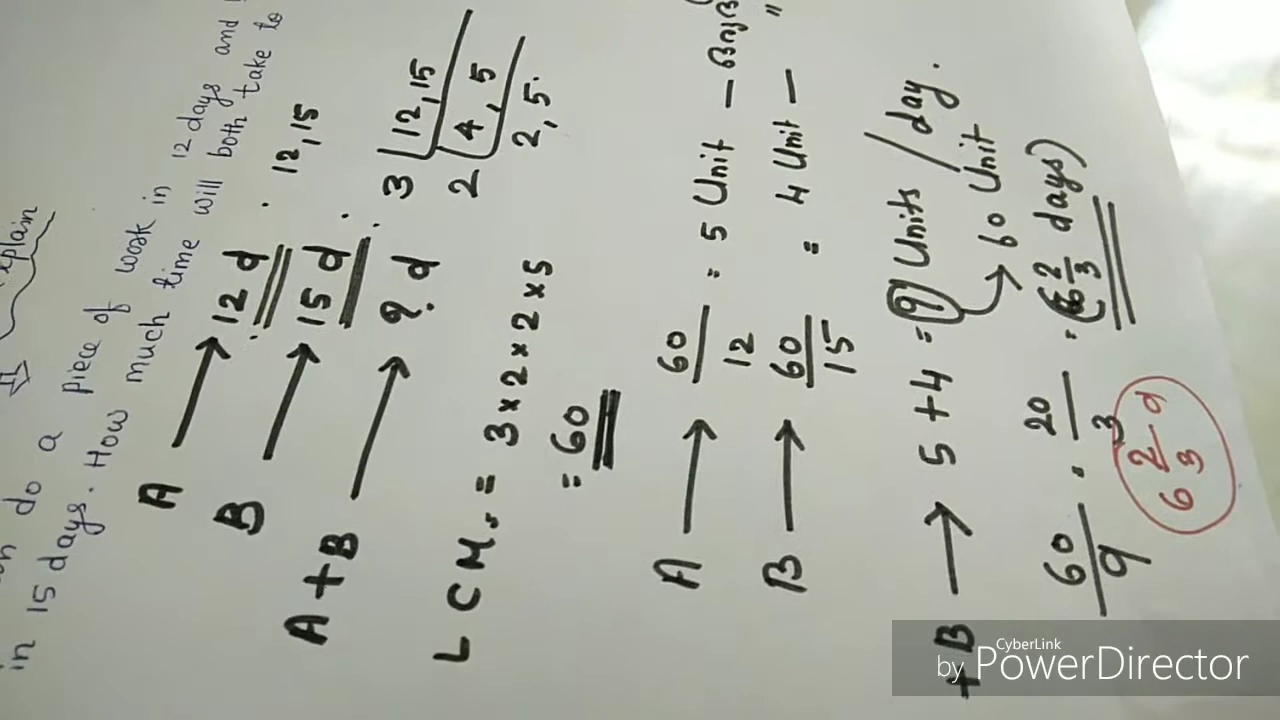 plain
do a piece of work in 12 days and
in 15 days. How much time will both take to
A → 12 d . 12, 15
B → 15 d .
A + B → ? d
3 | 12, 15
2 | 4, 5
2, 5.
L C M. = 3 × 2 × 2 × 5
= 60
A → 60/12 = 5 Unit –
B → 60/15 = 4 Unit – "
+ B → 5 + 4 = 9 Units / day.
60 Unit
60/9 = 20/3 = (6 2/3 days)
6 2/3 - d
CyberLink
by PowerDirector